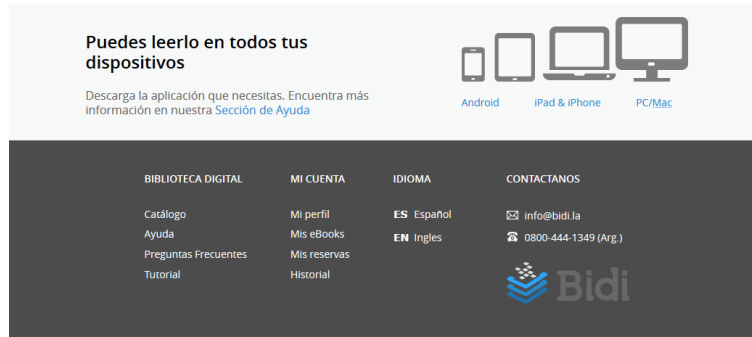 Puedes leerlo en todos tus
dispositivos
Descarga la aplicación que necesitas. Encuentra más
información en nuestra Sección de Ayuda
Android
iPad & iPhone
PC/Mac
BIBLIOTECA DIGITAL
Catálogo
Ayuda
Preguntas Frecuentes
Tutorial
MI CUENTA
Mi perfil
Mis eBooks
Mis reservas
Historial
IDIOMA
ES Español
EN Ingles
CONTACTANOS
info@bidi.la
0800-444-1349 (Arg.)
Bidi